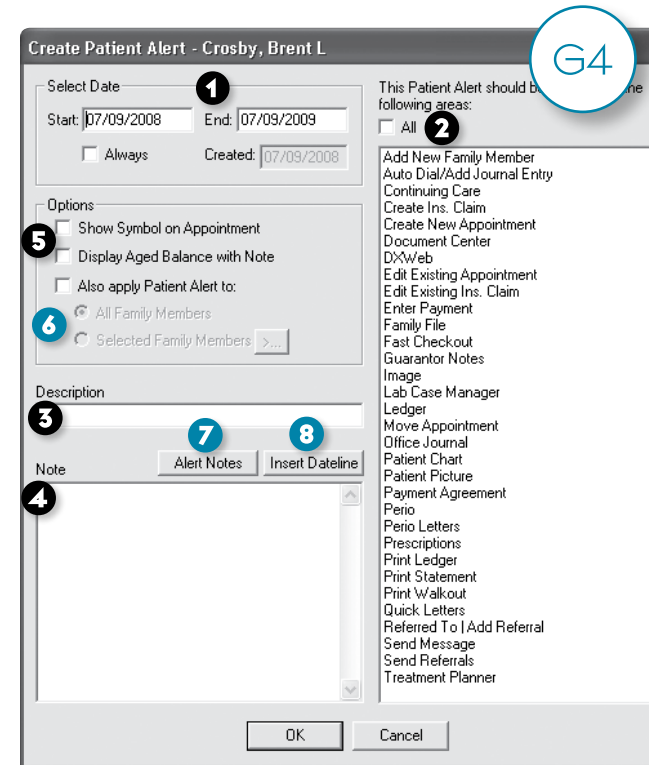 Create Patient Alert - Crosby, Brent L
G4
Select Date
1
Start: 07/09/2008 End: 07/09/2009
Always Created: 07/09/2008
Options
5
Show Symbol on Appointment
Display Aged Balance with Note
Also apply Patient Alert to:
6
All Family Members
Selected Family Members >...
Description
3
7 8
Note Alert Notes Insert Dateline
4
This Patient Alert should
following areas:
All 2
Add New Family Member
Auto Dial/Add Journal Entry
Continuing Care
Create Ins. Claim
Create New Appointment
Document Center
DXWeb
Edit Existing Appointment
Edit Existing Ins. Claim
Enter Payment
Family File
Fast Checkout
Guarantor Notes
Image
Lab Case Manager
Ledger
Move Appointment
Office Journal
Patient Chart
Patient Picture
Payment Agreement
Perio
Perio Letters
Prescriptions
Print Ledger
Print Statement
Print Walkout
Quick Letters
Referred To | Add Referral
Send Message
Send Referrals
Treatment Planner
OK Cancel